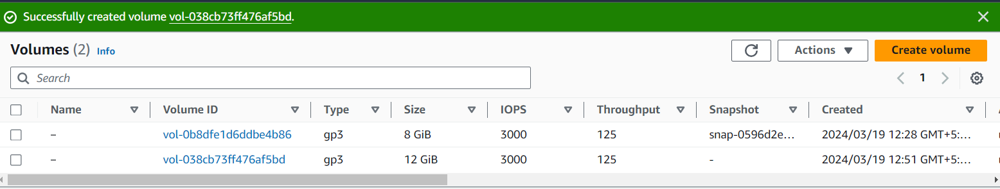 Successfully created volume vol-038cb73ff476af5bd.
Volumes (2) Info
Actions
Create volume
Search
1
Name Volume ID Type Size IOPS Throughput Snapshot Created
– vol-0b8dfe1d6ddbe4b86 gp3 8 GiB 3000 125 snap-0596d2e... 2024/03/19 12:28 GMT+5:...
– vol-038cb73ff476af5bd gp3 12 GiB 3000 125 - 2024/03/19 12:51 GMT+5:...